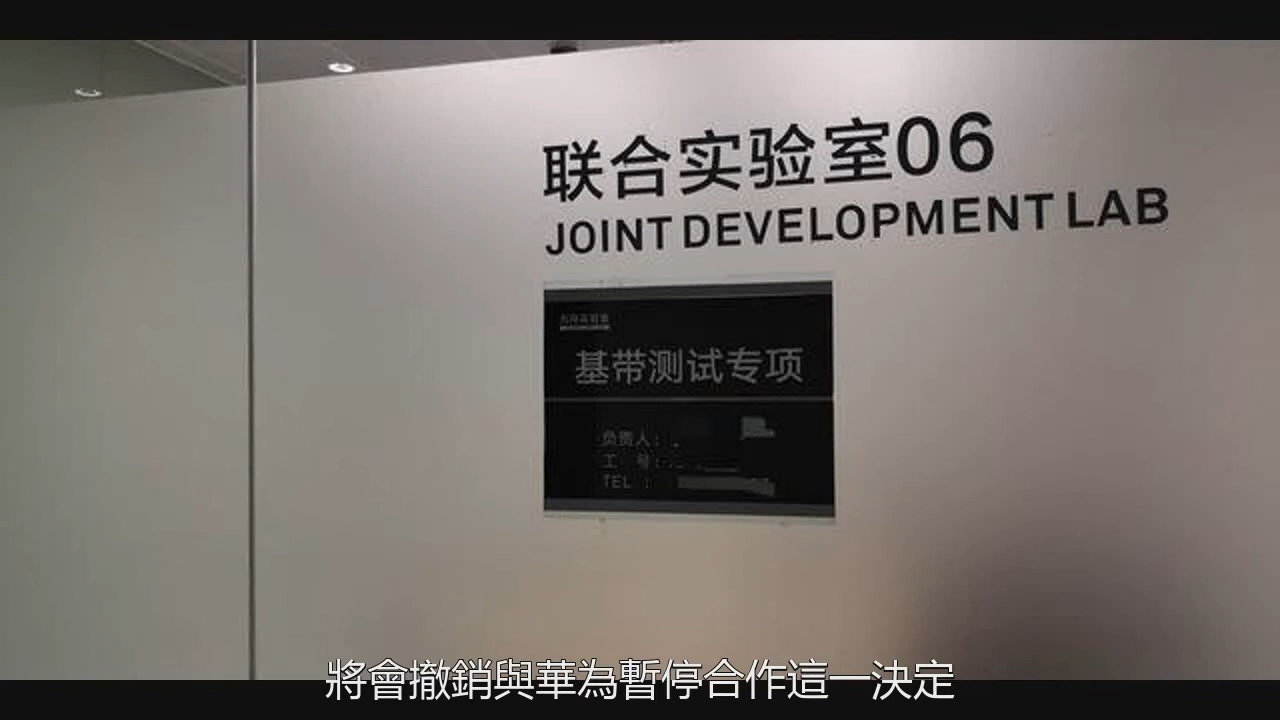 联合实验室06
JOINT DEVELOPMENT LAB
基带测试专项
负责人：
工 号：
TEL ：
將會撤銷與華為暫停合作這一決定